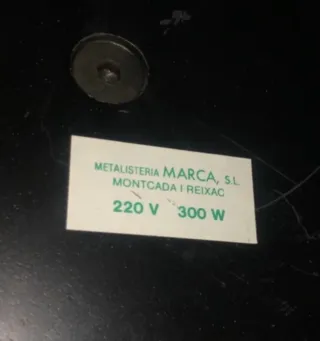 METALISTERIA MARCA, S.L.
MONTCADA I REIXAC
220 V 300 W